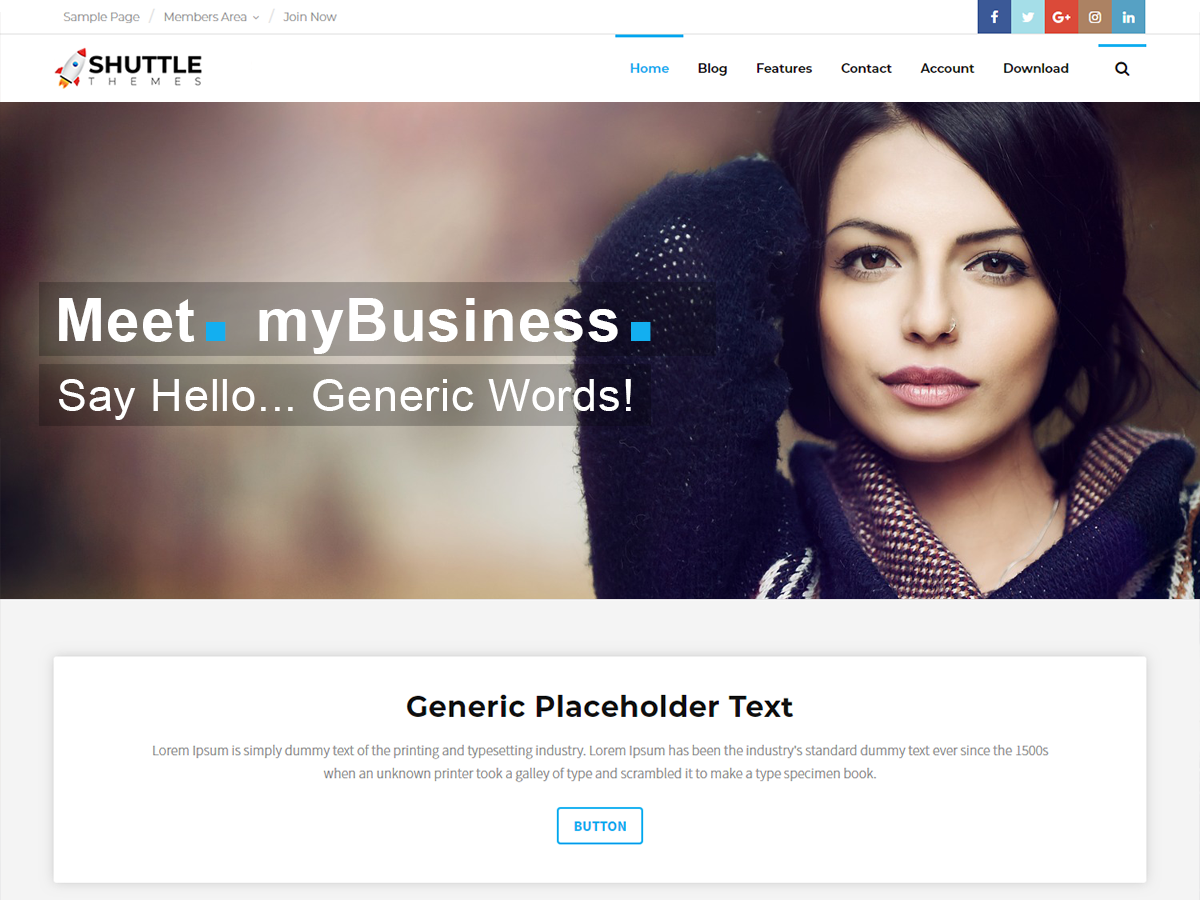 Sample Page / Members Area / Join Now
SHUTTLE
THEMES
Home Blog Features Contact Account Download
Meet. myBusiness.
Say Hello... Generic Words!
Generic Placeholder Text
Lorem Ipsum is simply dummy text of the printing and typesetting industry. Lorem Ipsum has been the industry's standard dummy text ever since the 1500s
when an unknown printer took a galley of type and scrambled it to make a type specimen book.
BUTTON